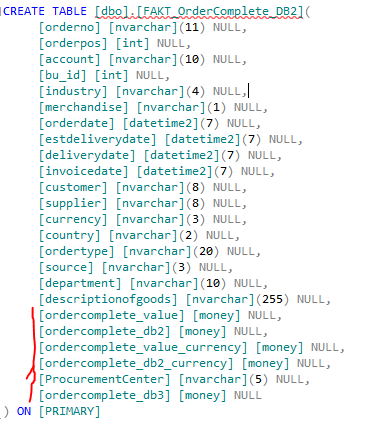 CREATE TABLE [dbo].[FAKT_OrderComplete_DB2](
[orderno] [nvarchar](11) NULL,
[orderpos] [int] NULL,
[account] [nvarchar](10) NULL,
[bu_id] [int] NULL,
[industry] [nvarchar](4) NULL,
[merchandise] [nvarchar](1) NULL,
[orderdate] [datetime2](7) NULL,
[estdeliverydate] [datetime2](7) NULL,
[deliverydate] [datetime2](7) NULL,
[invoicedate] [datetime2](7) NULL,
[customer] [nvarchar](8) NULL,
[supplier] [nvarchar](8) NULL,
[currency] [nvarchar](3) NULL,
[country] [nvarchar](2) NULL,
[ordertype] [nvarchar](20) NULL,
[source] [nvarchar](3) NULL,
[department] [nvarchar](10) NULL,
[descriptionofgoods] [nvarchar](255) NULL,
[ordercomplete_value] [money] NULL,
[ordercomplete_db2] [money] NULL,
[ordercomplete_value_currency] [money] NULL,
[ordercomplete_db2_currency] [money] NULL,
[ProcurementCenter] [nvarchar](5) NULL,
[ordercomplete_db3] [money] NULL
) ON [PRIMARY]